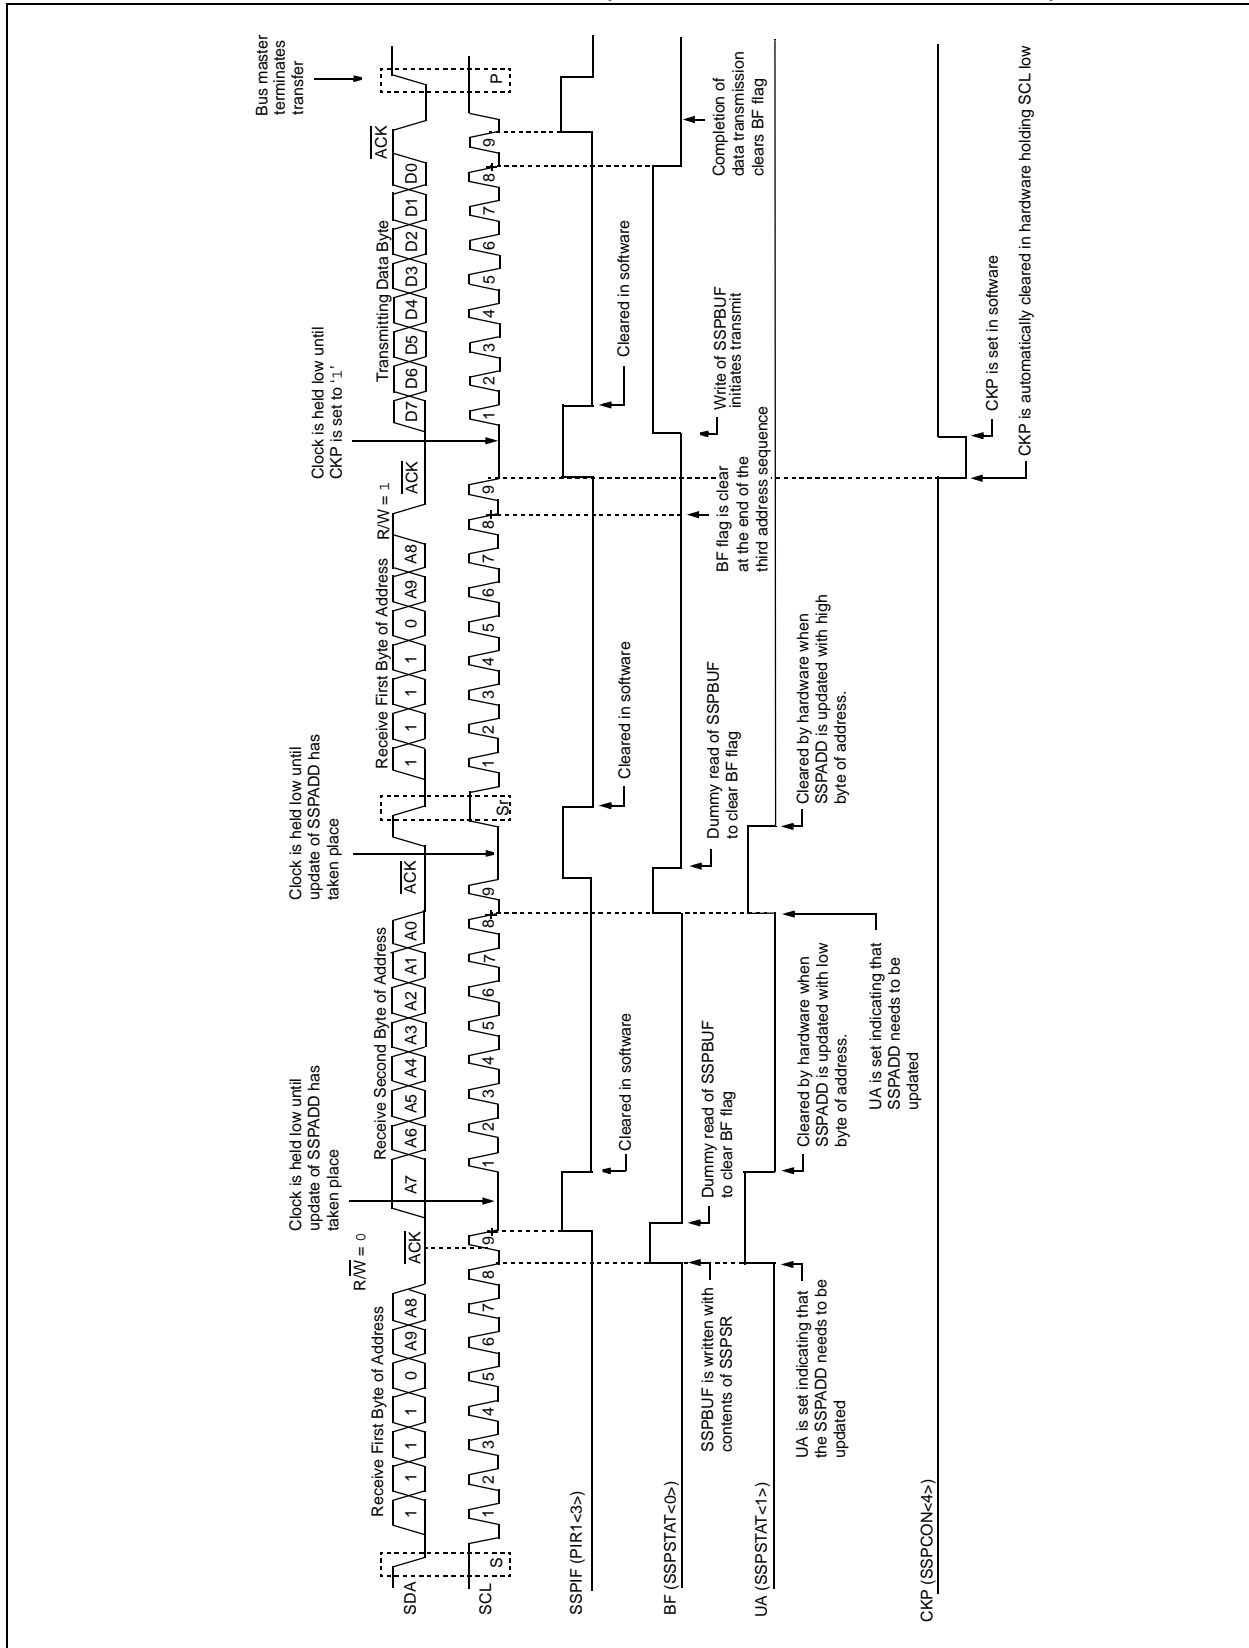 Bus master
terminates
transfer
Clock is held low until
CKP is set to ‘1’
Clock is held low until
update of SSPADD has
taken place
Clock is held low until
update of SSPADD has
taken place
R/W = 0
R/W = 1
Receive First Byte of Address
ACK
Receive Second Byte of Address
ACK
Receive First Byte of Address
ACK
Transmitting Data Byte
ACK
SDA
1 1 1 1 0 A9 A8
A7 A6 A5 A4 A3 A2 A1 A0
1 1 1 1 0 A9 A8
D7 D6 D5 D4 D3 D2 D1 D0
SCL
S
1 2 3 4 5 6 7 8 9
1 2 3 4 5 6 7 8 9
Sr
1 2 3 4 5 6 7 8 9
1 2 3 4 5 6 7 8 9
P
SSPIF (PIR1<3>)
Cleared in software
Cleared in software
Cleared in software
BF (SSPSTAT<0>)
SSPBUF is written with
contents of SSPSR
Dummy read of SSPBUF
to clear BF flag
Dummy read of SSPBUF
to clear BF flag
BF flag is clear
at the end of the
third address sequence
Write of SSPBUF
initiates transmit
Completion of
data transmission
clears BF flag
UA (SSPSTAT<1>)
UA is set indicating that
the SSPADD needs to be
updated
Cleared by hardware when
SSPADD is updated with low
byte of address.
UA is set indicating that
SSPADD needs to be
updated
Cleared by hardware when
SSPADD is updated with high
byte of address.
CKP (SSPCON<4>)
CKP is set in software
CKP is automatically cleared in hardware holding SCL low